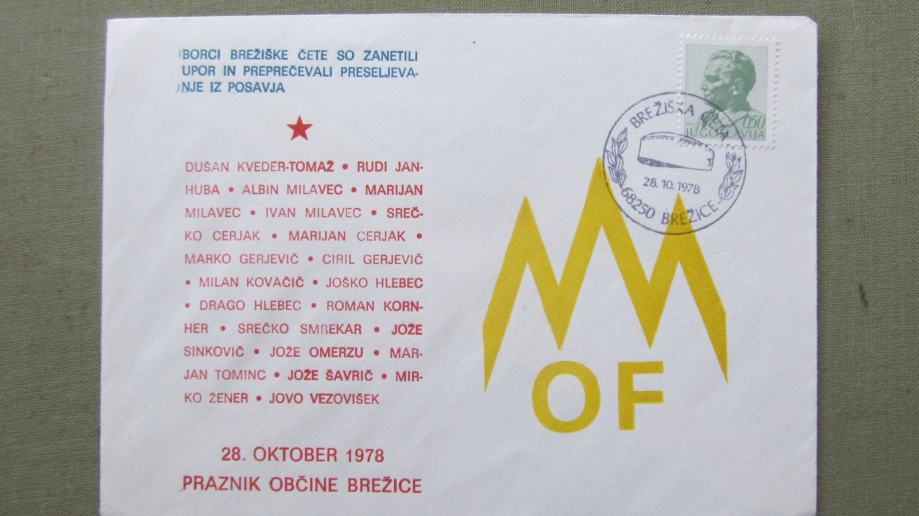 BORCI BREŽIŠKE ČETE SO ZANETILI
UPOR IN PREPREČEVALI PRESELJEVA-
NJE IZ POSAVJA
DUŠAN KVEDER-TOMAŽ • RUDI JAN-
HUBA • ALBIN MILAVEC • MARIJAN
MILAVEC • IVAN MILAVEC • SREČ-
KO CERJAK • MARIJAN CERJAK •
MARKO GERJEVIČ • CIRIL GERJEVIČ
• MILAN KOVAČIČ • JOŠKO HLEBEC
• DRAGO HLEBEC • ROMAN KORN-
HER • SREČKO SMREKAR • JOŽE
SINKOVIČ • JOŽE OMERZU • MAR-
JAN TOMINC • JOŽE ŠAVRIČ • MIR-
KO ŽENER • JOVO VEZOVIŠEK
28. OKTOBER 1978
PRAZNIK OBČINE BREŽICE
0.50
JUGOSLAVIJA
BREŽIŠKA ČETA
28.10.1978
68250 BREŽICE
OF